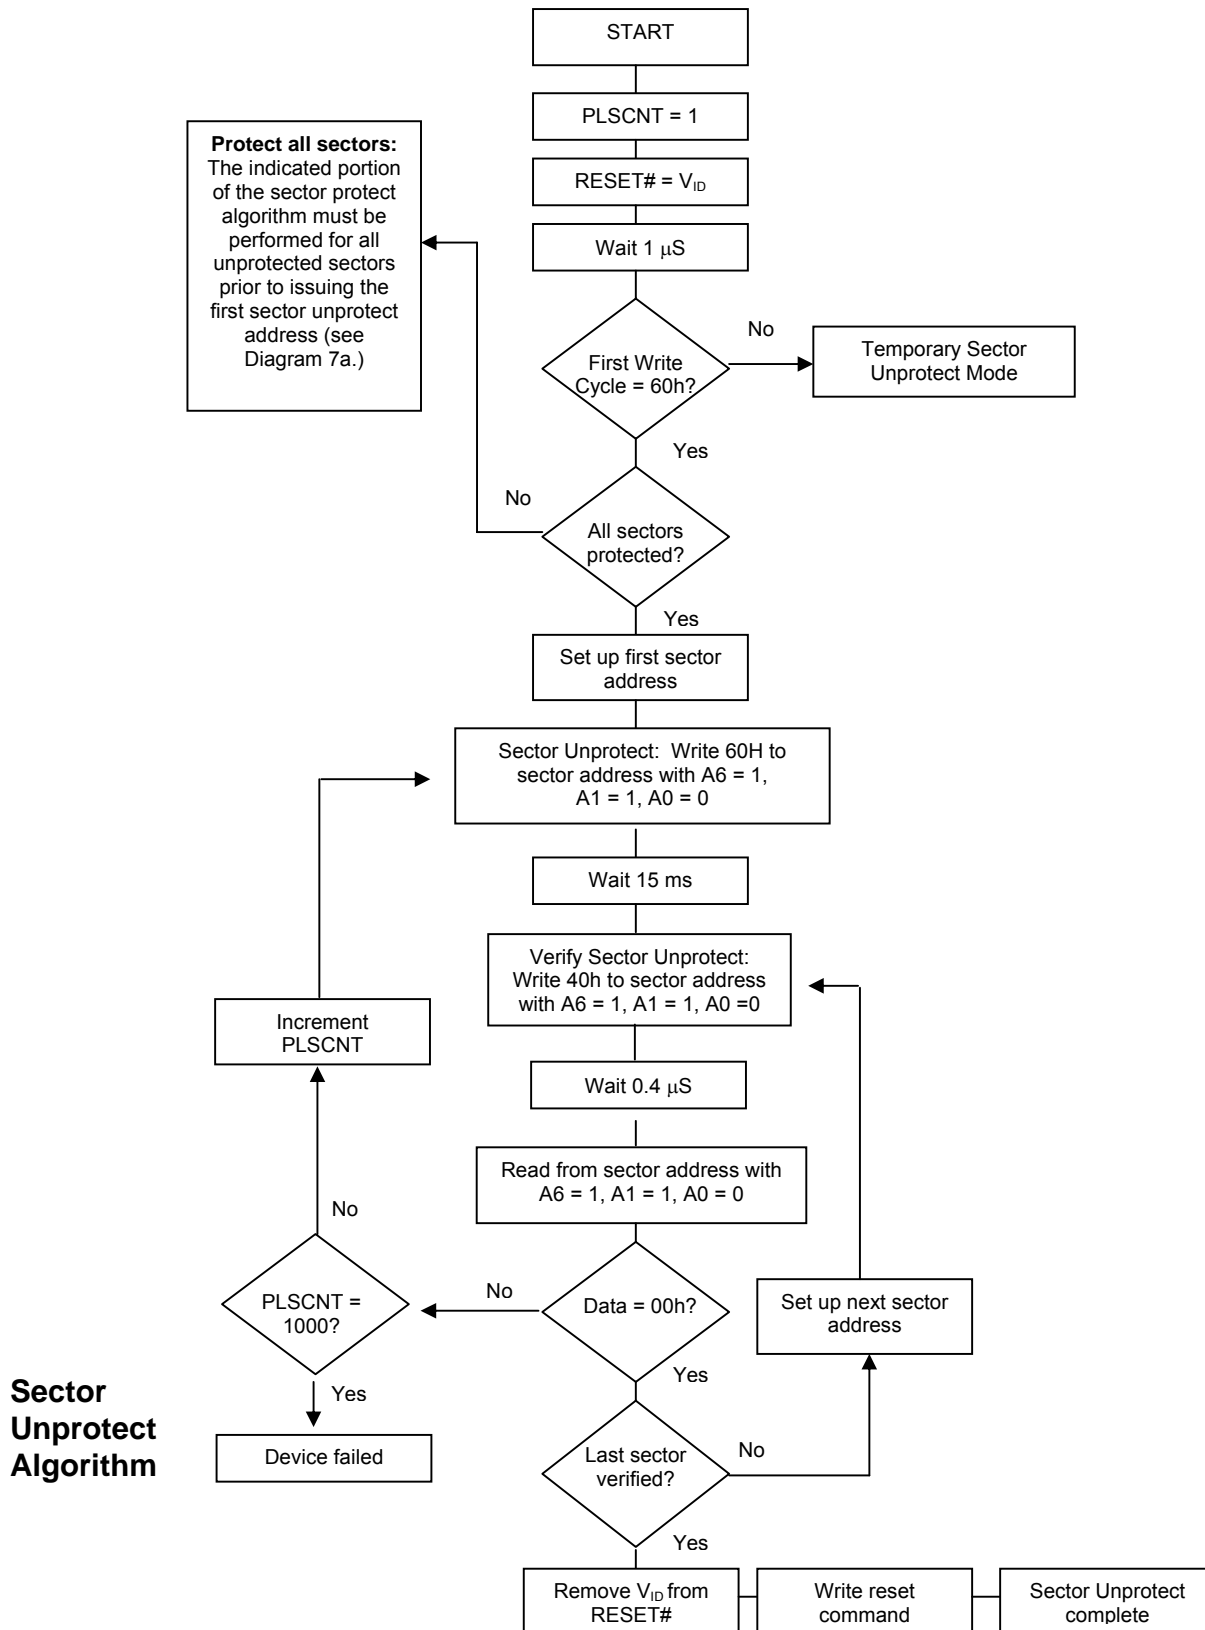 START
PLSCNT = 1
RESET# = VID
Wait 1 μS
Protect all sectors:
The indicated portion
of the sector protect
algorithm must be
performed for all
unprotected sectors
prior to issuing the
first sector unprotect
address (see
Diagram 7a.)
First Write
Cycle = 60h?
No
Temporary Sector
Unprotect Mode
Yes
No
All sectors
protected?
Yes
Set up first sector
address
Sector Unprotect:  Write 60H to
sector address with A6 = 1,
A1 = 1, A0 = 0
Wait 15 ms
Verify Sector Unprotect:
Write 40h to sector address
with A6 = 1, A1 = 1, A0 =0
Increment
PLSCNT
Wait 0.4 μS
Read from sector address with
A6 = 1, A1 = 1, A0 = 0
No
PLSCNT =
1000?
No
Data = 00h?
Set up next sector
address
Yes
Yes
Sector
Unprotect
Algorithm
Device failed
Last sector
verified?
No
Yes
Remove VID from
RESET#
Write reset
command
Sector Unprotect
complete